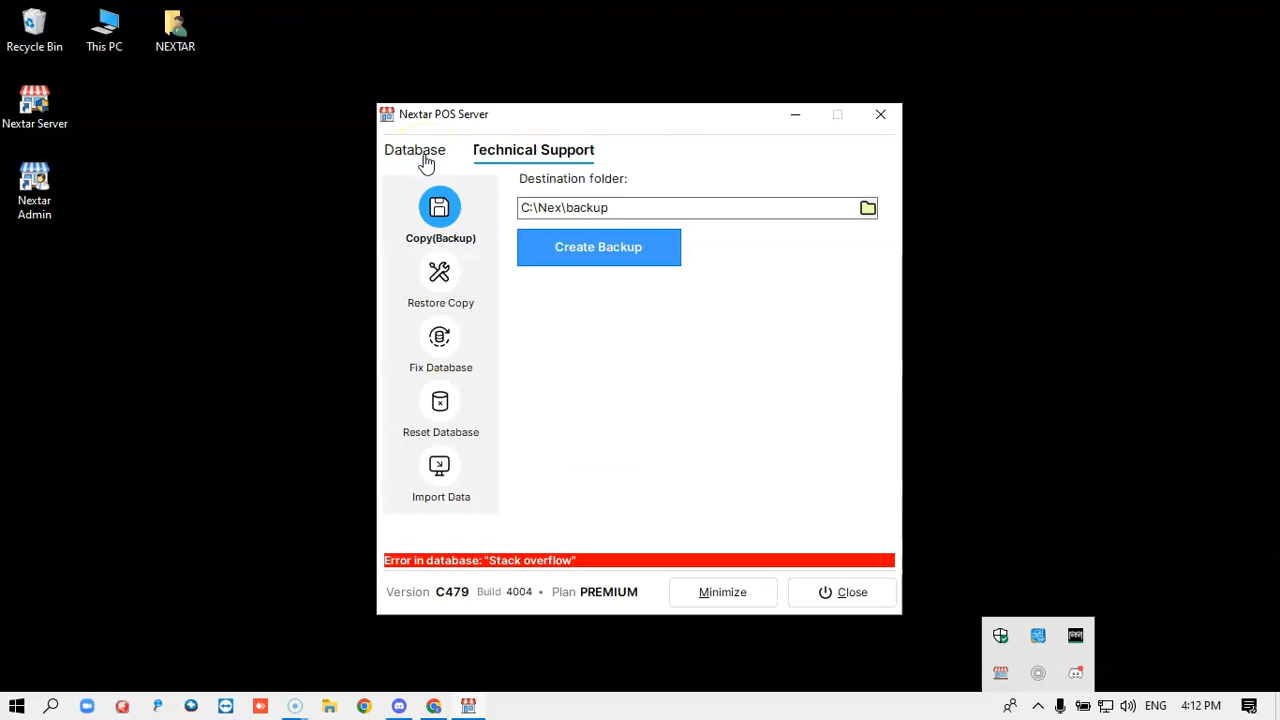 Recycle Bin
This PC
NEXTAR
Nextar Server
Nextar
Admin
Nextar POS Server
Database
Technical Support
Destination folder:
C:\Nex\backup
Create Backup
Copy(Backup)
Restore Copy
Fix Database
Reset Database
Import Data
Error in database: "Stack overflow"
Version C479 Build 4004 • Plan PREMIUM
Minimize
Close
ENG
4:12 PM